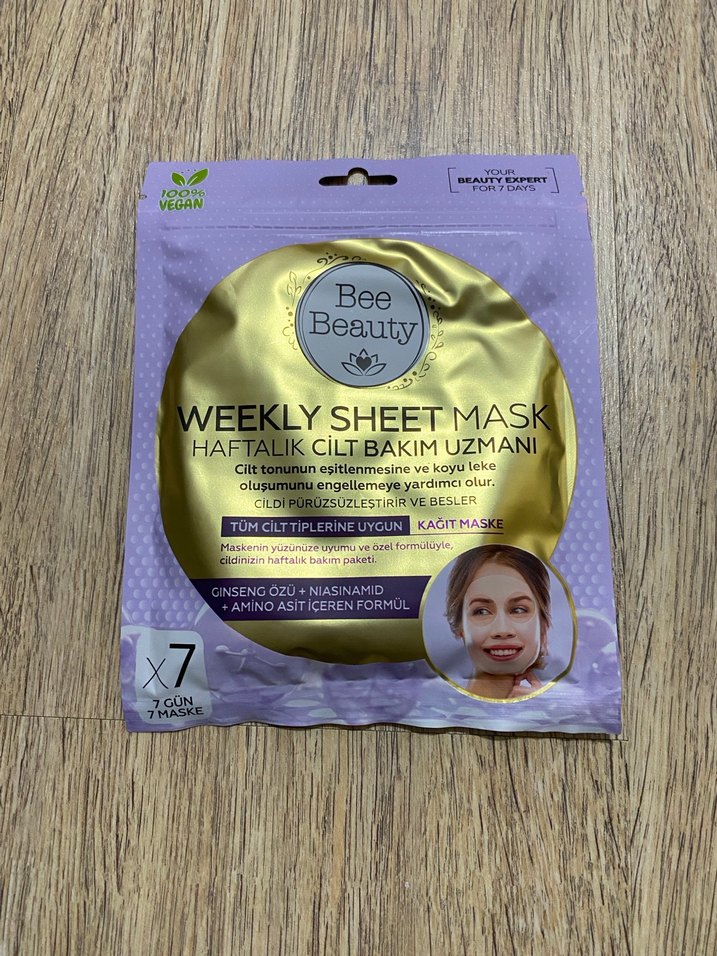 100%
VEGAN
YOUR
BEAUTY EXPERT
FOR 7 DAYS
Bee
Beauty
WEEKLY SHEET MASK
HAFTALIK CİLT BAKIM UZMANI
Cilt tonunun eşitlenmesine ve koyu leke
oluşumunu engellemeye yardımcı olur.
CİLDİ PÜRÜZSÜZLEŞTİRİR VE BESLER
TÜM CİLT TİPLERİNE UYGUN KAĞIT MASKE
Maskenin yüzünüze uyumu ve özel formülüyle,
cildinizin haftalık bakım paketi.
GINSENG ÖZÜ + NIASINAMID
+ AMİNO ASİT İÇEREN FORMÜL
x7
7 GÜN
7 MASKE